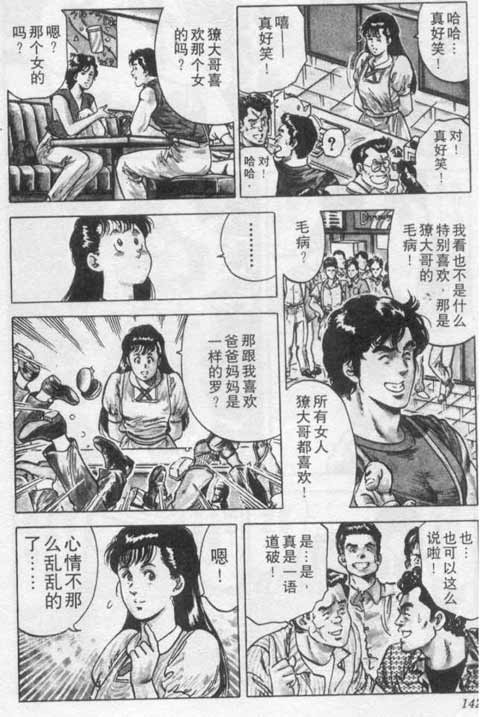 哈哈…
真好笑！
嘻——
真好笑！
对！
真好笑！
？
对！
哈哈．
獠大哥喜
欢那个女
的吗？
嗯？
那个女的
吗？
我看也不是什么
特别喜欢，那是
獠大哥的
毛病！
毛病？
所有女人
獠大哥都喜欢！
…………
那跟我喜欢
爸爸妈妈是
一样的罗？
也…
也可以这么
说啦！
是…是，
真是一语
道破！
嗯！
心情不那
么乱乱的
了……